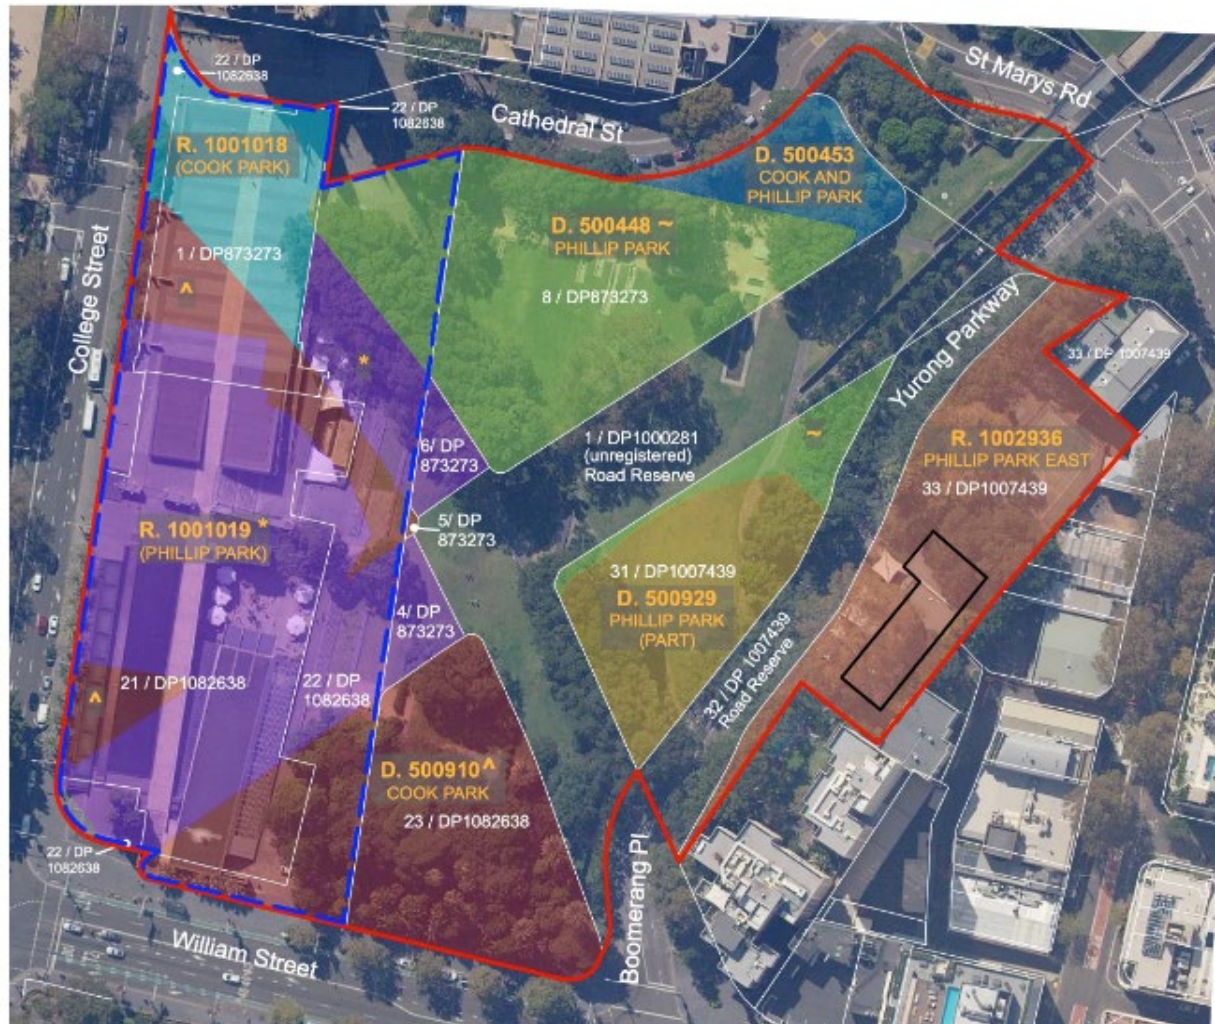 22 / DP
1082638
22 / DP
1082638
St Marys Rd
Cathedral St
R. 1001018
(COOK PARK)
D. 500453
COOK AND
PHILLIP PARK
D. 500448 ~
PHILLIP PARK
1 / DP873273
^
8 / DP873273
College Street
Yurong Parkway
33 / DP 1007439
*
~
6/ DP
873273
1 / DP1000281
(unregistered)
Road Reserve
R. 1002936
PHILLIP PARK EAST
33 / DP1007439
R. 1001019 *
(PHILLIP PARK)
5/ DP
873273
31 / DP1007439
D. 500929
PHILLIP PARK
(PART)
4/ DP
873273
32 / DP 1007439
Road Reserve
^
21 / DP1082638
22 / DP
1082638
D. 500910 ^
COOK PARK
23 / DP1082638
22 / DP
1082638
Boomerang Pl
William Street